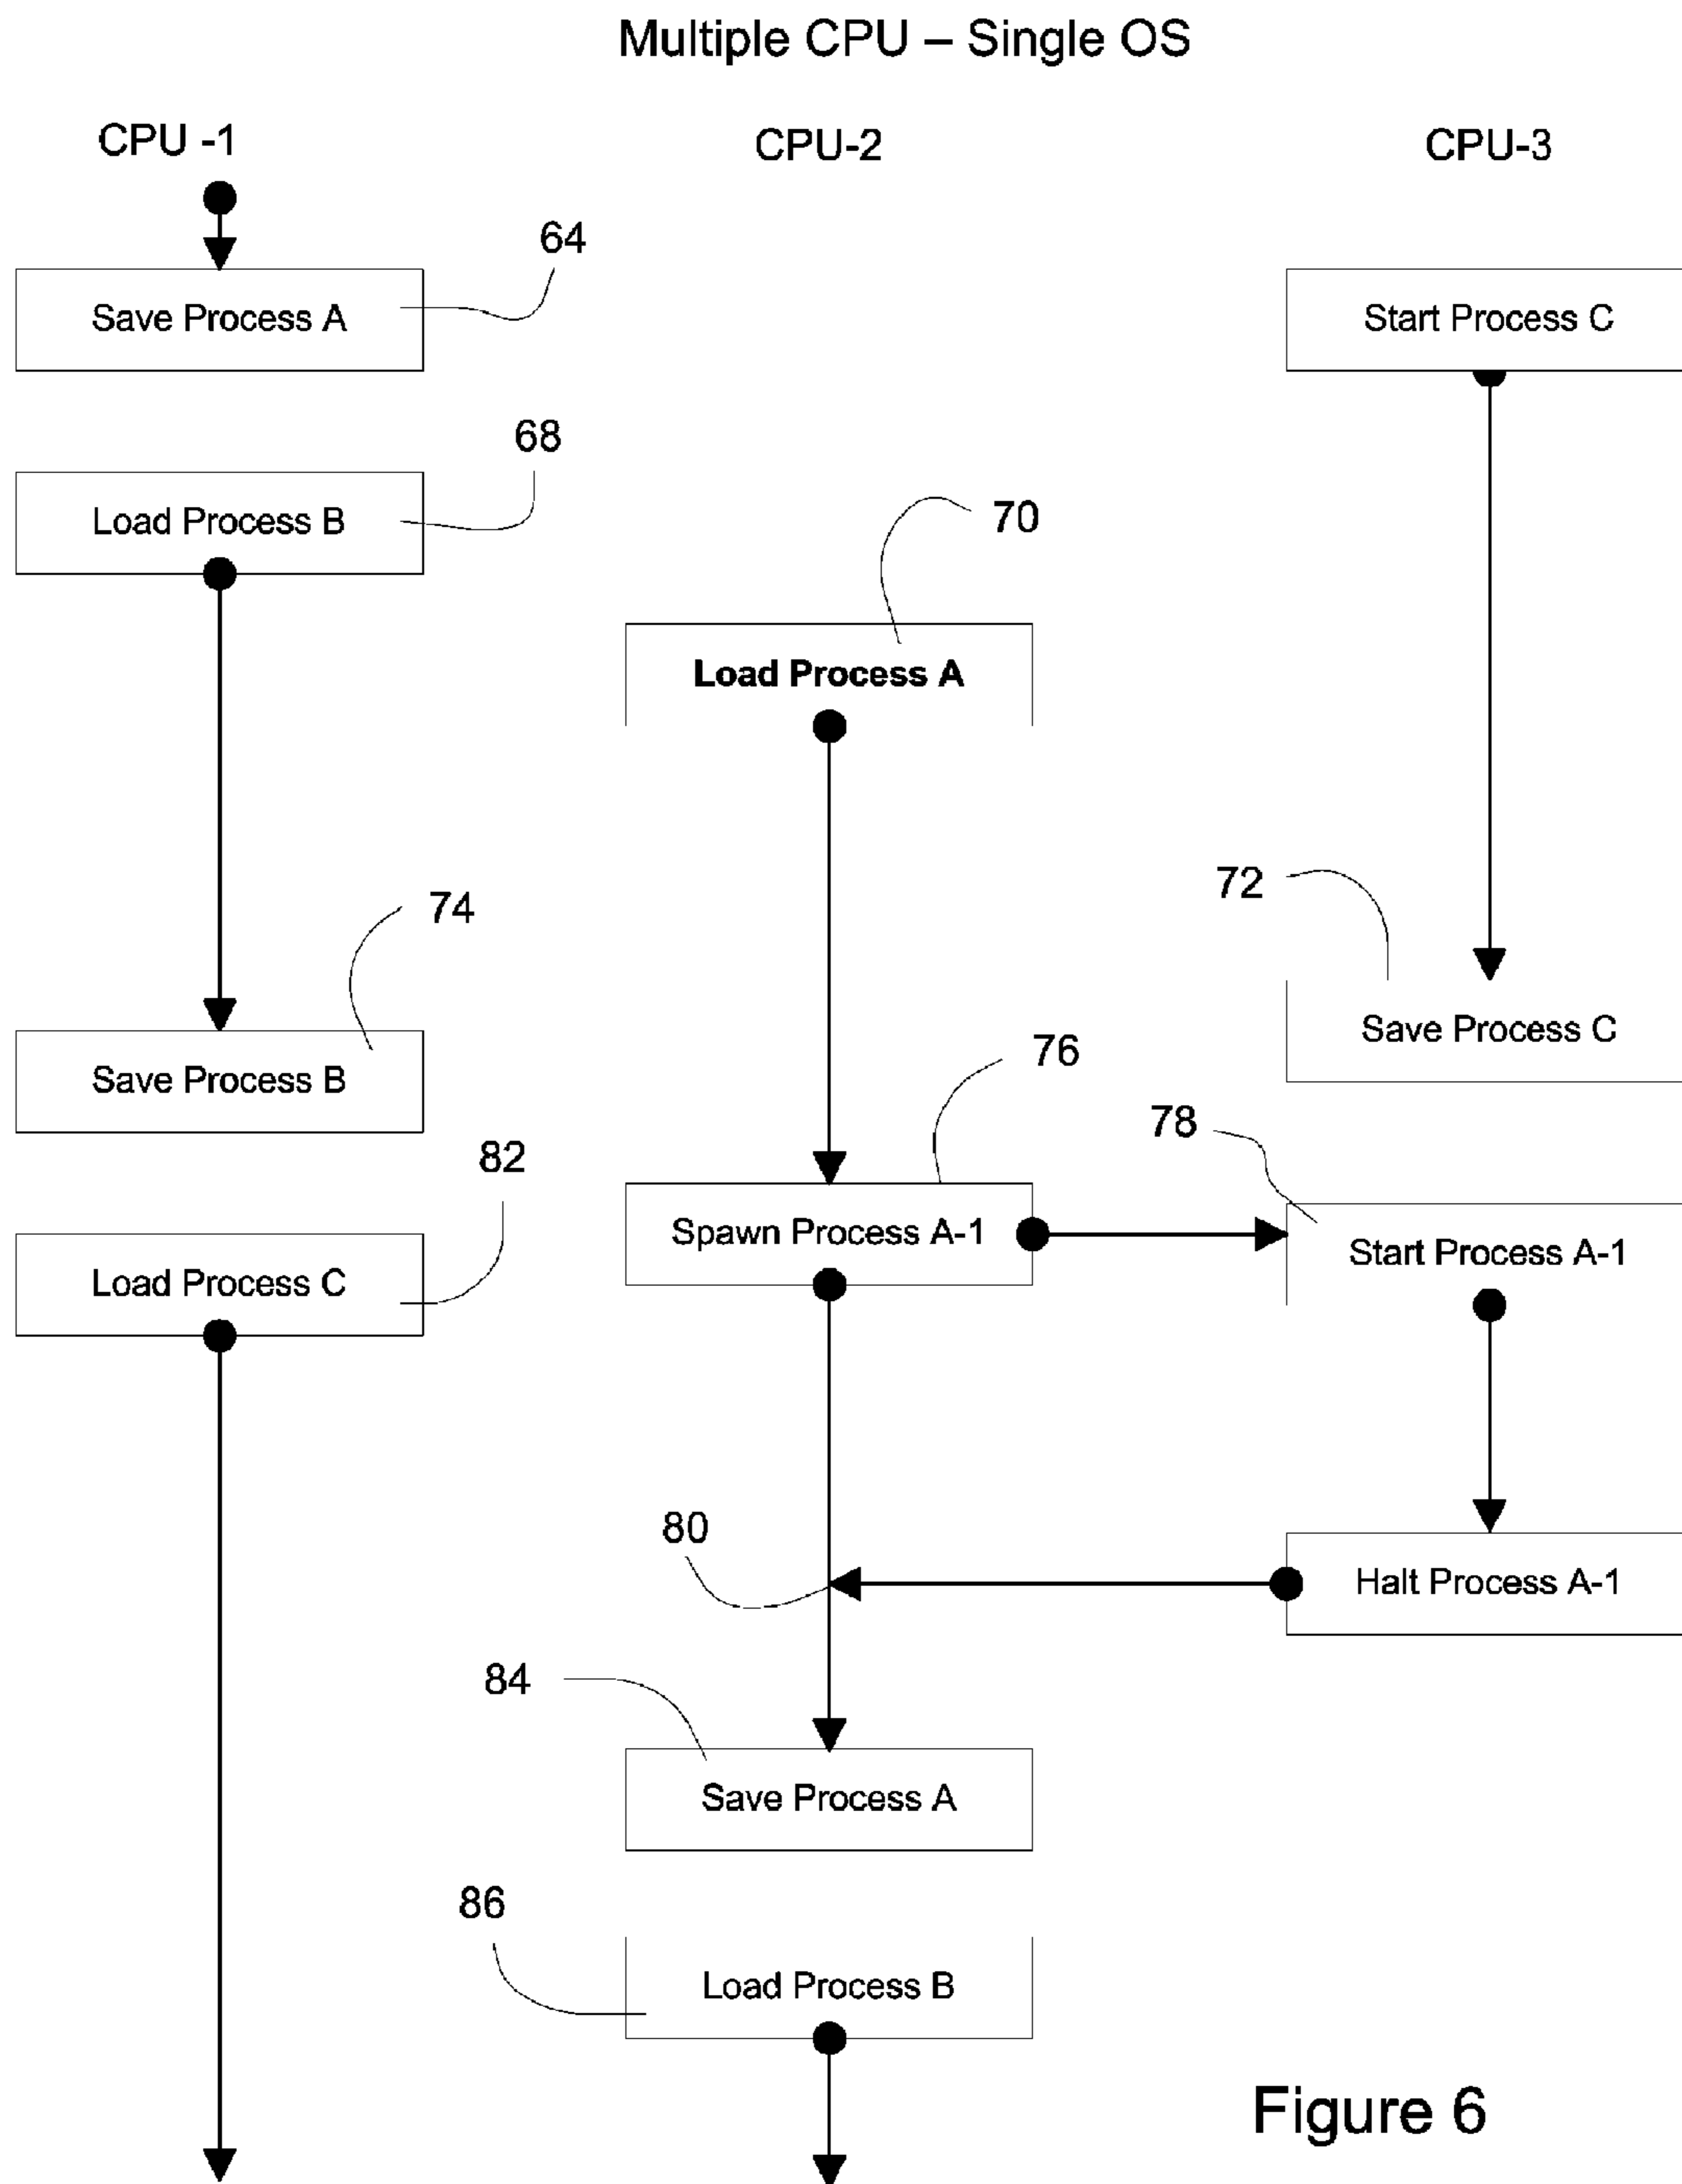 Multiple CPU – Single OS
CPU -1
CPU-2
CPU-3
64
Save Process A
Start Process C
68
Load Process B
70
Load Process A
72
74
Save Process C
Save Process B
76
78
82
Spawn Process A-1
Start Process A-1
Load Process C
80
Halt Process A-1
84
Save Process A
86
Load Process B
Figure 6